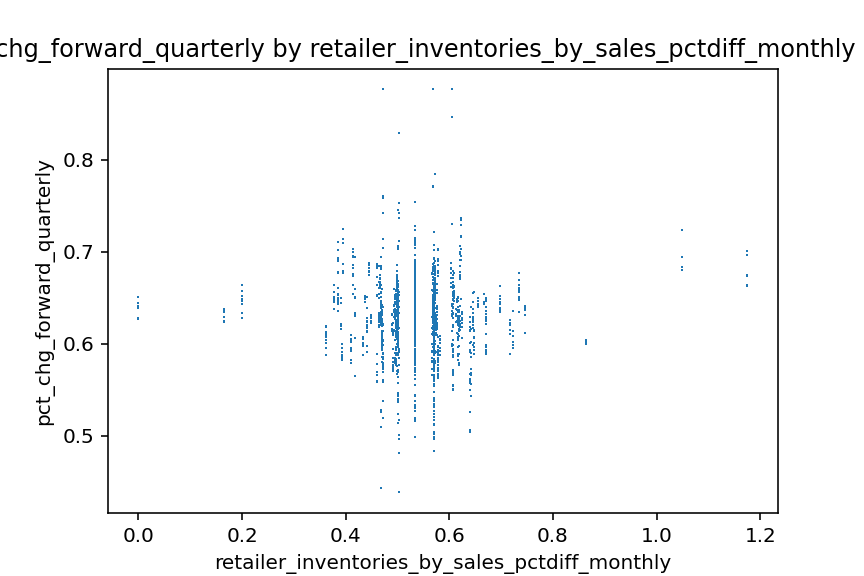 chg_forward_quarterly by retailer_inventories_by_sales_pctdiff_monthly
pct_chg_forward_quarterly
0.8
0.7
0.6
0.5
0.0 0.2 0.4 0.6 0.8 1.0 1.2
retailer_inventories_by_sales_pctdiff_monthly